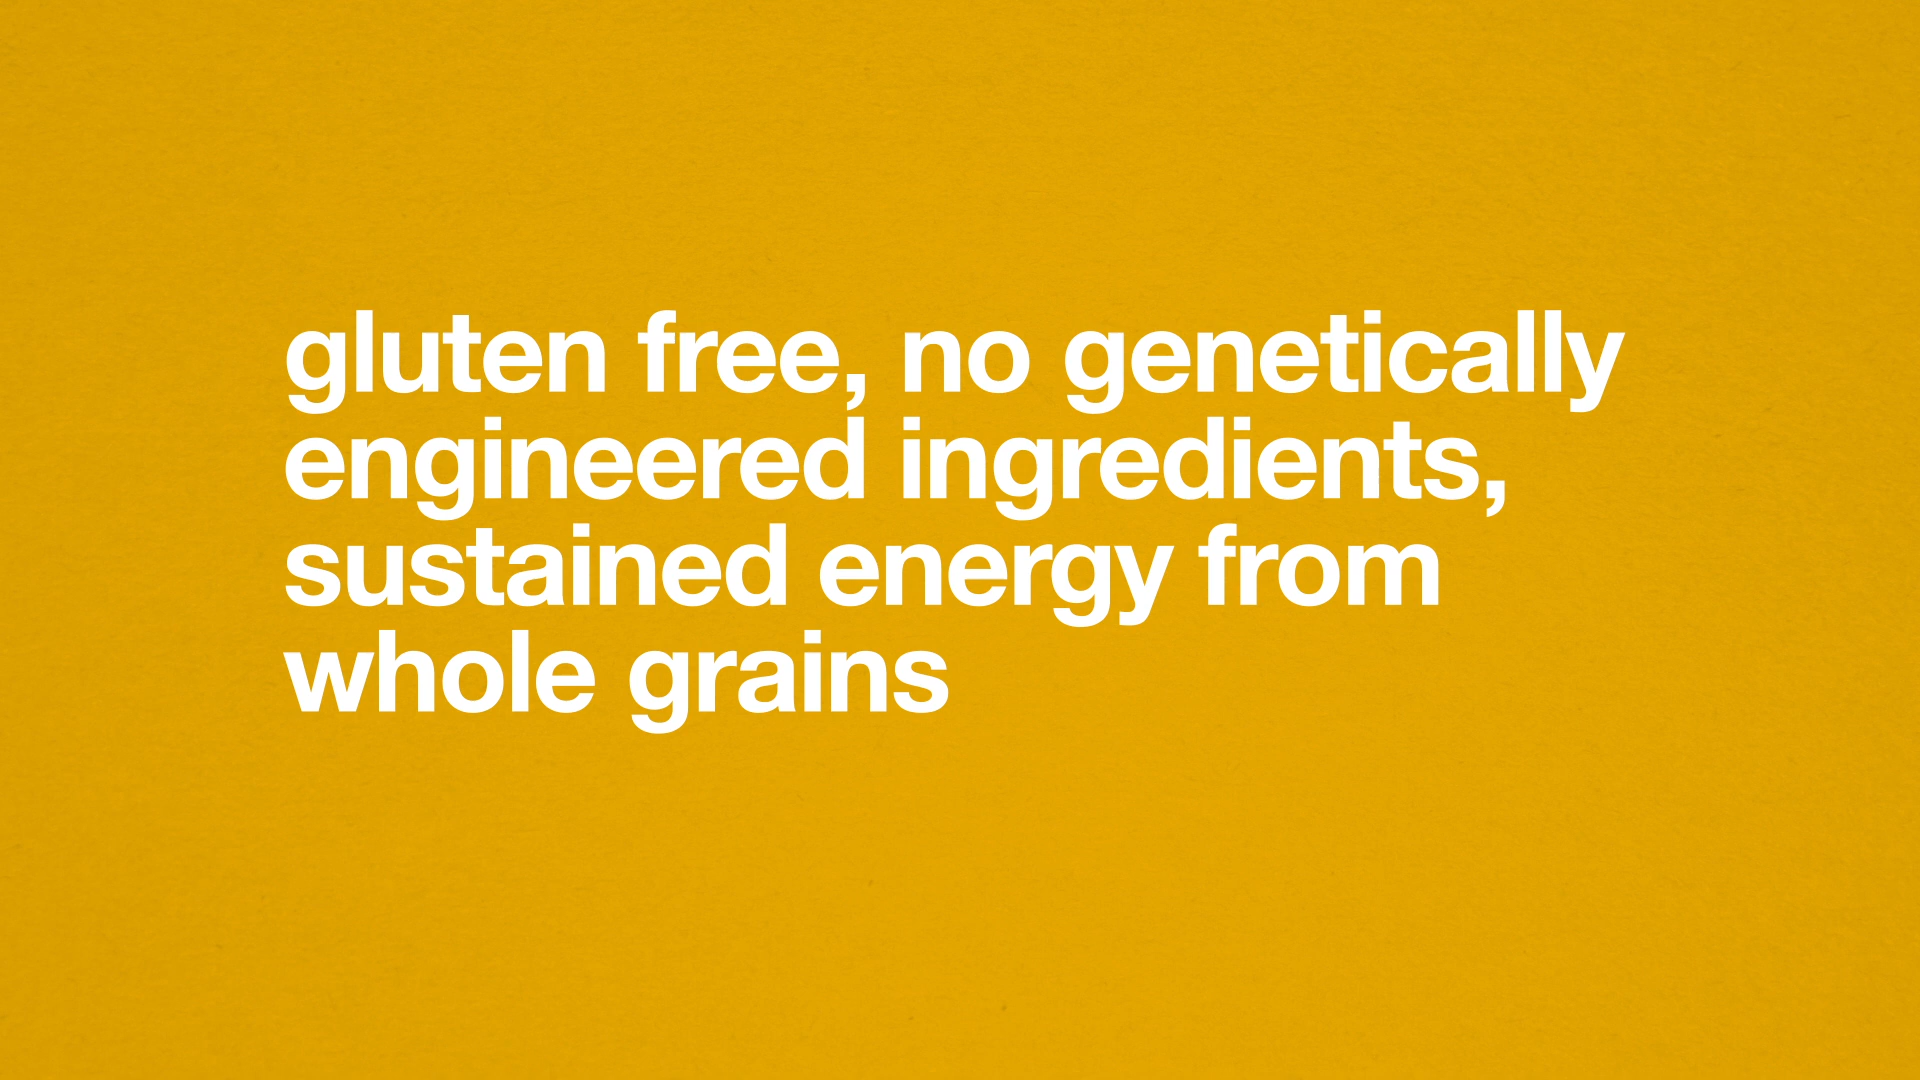 gluten free, no genetically
engineered ingredients,
sustained energy from
whole grains